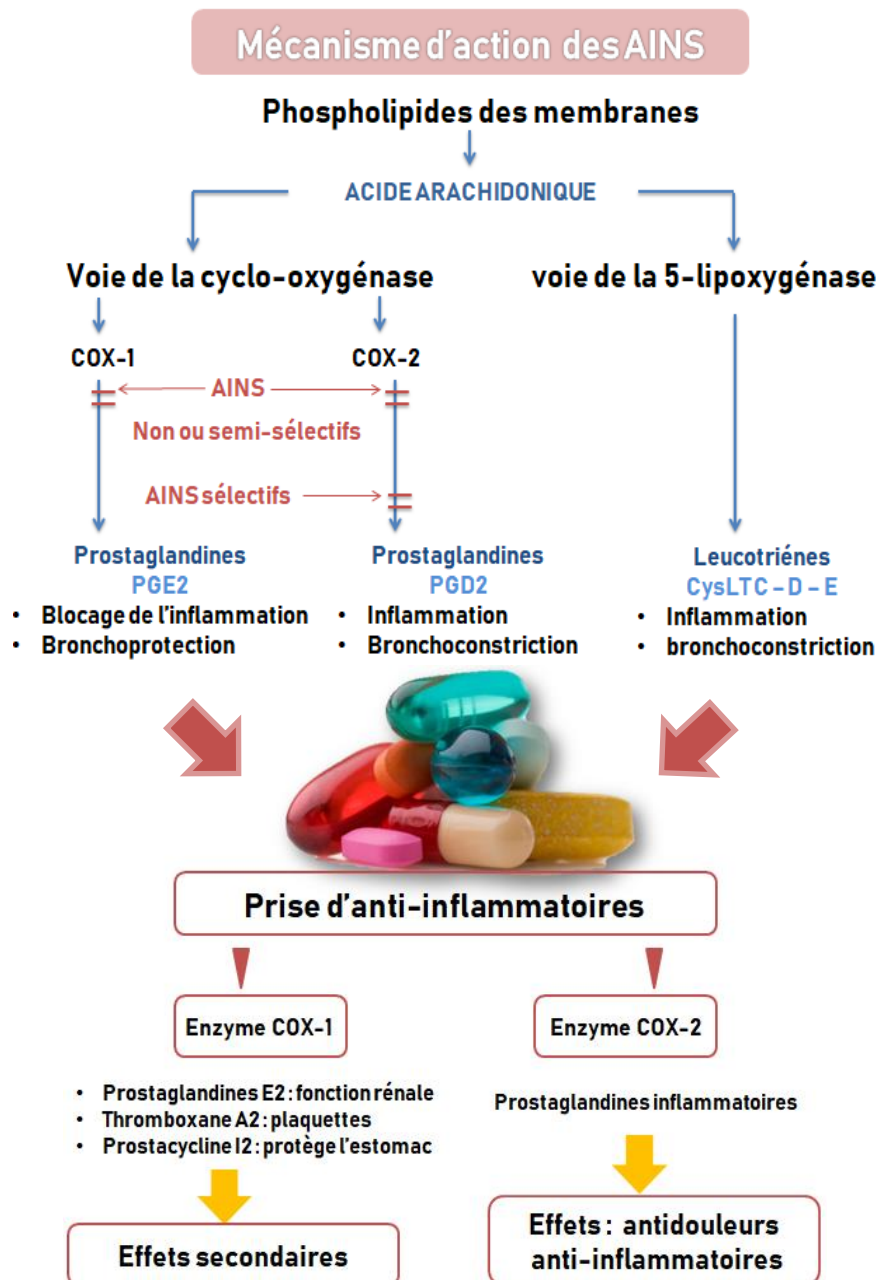 Mécanisme d'action des AINS
Phospholipides des membranes
ACIDE ARACHIDONIQUE
Voie de la cyclo-oxygénase
voie de la 5-lipoxygénase
COX-1
COX-2
AINS
Non ou semi-sélectifs
AINS sélectifs
Prostaglandines
PGE2
• Blocage de l'inflammation
• Bronchoprotection
Prostaglandines
PGD2
• Inflammation
• Bronchoconstriction
Leucotriénes
CysLTC – D – E
• Inflammation
• bronchoconstriction
Prise d'anti-inflammatoires
Enzyme COX-1
Enzyme COX-2
• Prostaglandines E2 : fonction rénale
• Thromboxane A2 : plaquettes
• Prostacycline I2 : protège l'estomac
Prostaglandines inflammatoires
Effets secondaires
Effets : antidouleurs
anti-inflammatoires